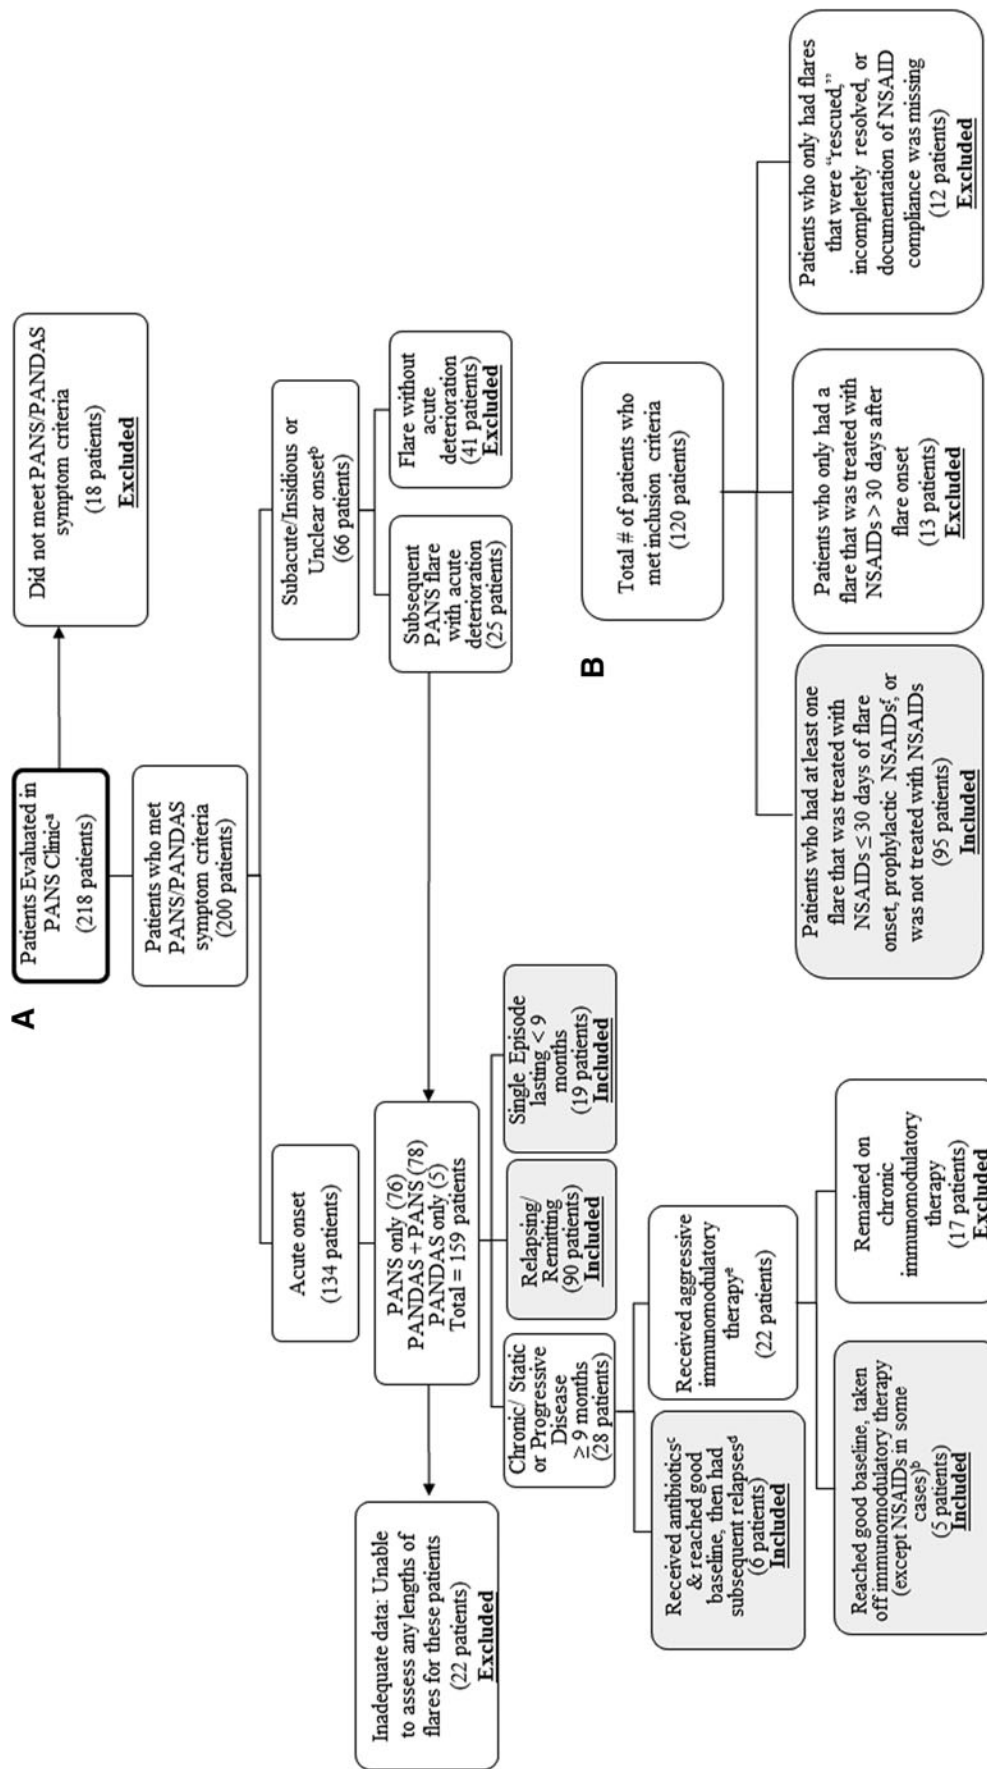 A
Patients Evaluated in
PANS Clinicᵃ
(218 patients)
Did not meet PANS/PANDAS
symptom criteria
(18 patients)
Excluded
Patients who met
PANS/PANDAS
symptom criteria
(200 patients)
Acute onset
(134 patients)
Subacute/Insidious or
Unclear onsetᵇ
(66 patients)
Subsequent
PANS flare
with acute
deterioration
(25 patients)
Flare without
acute
deterioration
(41 patients)
Excluded
Inadequate data: Unable
to assess any lengths of
flares for these patients
(22 patients)
Excluded
PANS only (76)
PANDAS + PANS (78)
PANDAS only (5)
Total = 159 patients
Chronic/ Static
or Progressive
Disease
≥ 9 months
(28 patients)
Relapsing/
Remitting
(90 patients)
Included
Single Episode
lasting < 9
months
(19 patients)
Included
Received antibioticsᶜ
& reached good
baseline, then had
subsequent relapsesᵈ
(6 patients)
Included
Received aggressive
immunomodulatory
therapyᵉ
(22 patients)
Reached good baseline, taken
off immunomodulatory therapy
(except NSAIDs in some
cases)ᵇ
(5 patients)
Included
Remained on
chronic
immunomodulatory
therapy
(17 patients)
Excluded
B
Total # of patients who
met inclusion criteria
(120 patients)
Patients who had at least one
flare that was treated with
NSAIDs ≤ 30 days of flare
onset, prophylactic NSAIDsᶠ, or
was not treated with NSAIDs
(95 patients)
Included
Patients who only had a
flare that was treated with
NSAIDs > 30 days after
flare onset
(13 patients)
Excluded
Patients who only had flares
that were “rescued,”
incompletely resolved, or
documentation of NSAID
compliance was missing
(12 patients)
Excluded